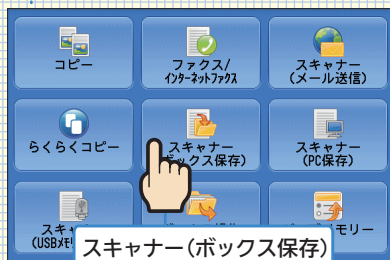 コピー
ファクス/
インターネットファクス
スキャナー
(メール送信)
らくらくコピー
スキャナー
ックス保存)
スキャナー
(PC保存)
スキ
(USBメモ
モリー
スキャナー(ボックス保存)